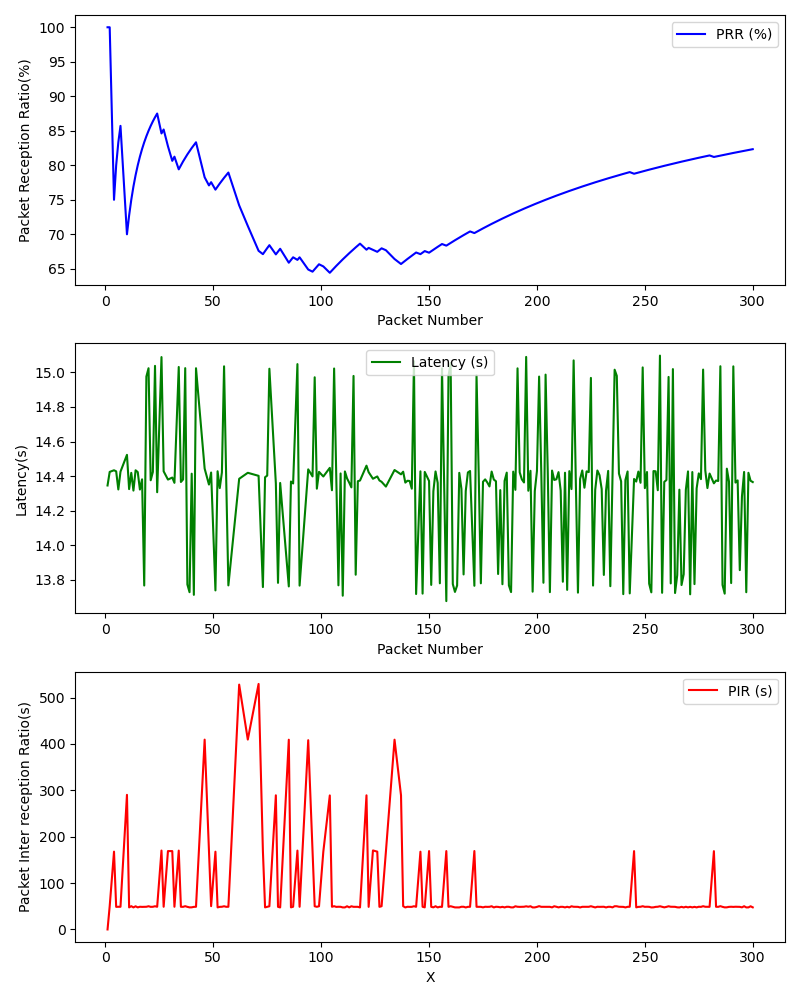 100
95
90
85
80
75
70
65
Packet Reception Ratio(%)
PRR (%)
0 50 100 150 200 250 300
Packet Number
15.0
14.8
14.6
14.4
14.2
14.0
13.8
Latency(s)
Latency (s)
0 50 100 150 200 250 300
Packet Number
500
400
300
200
100
0
Packet Inter reception Ratio(s)
PIR (s)
0 50 100 150 200 250 300
X